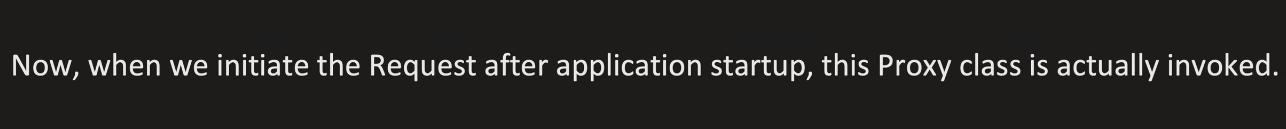 Now, when we initiate the Request after application startup, this Proxy class is actually invoked.